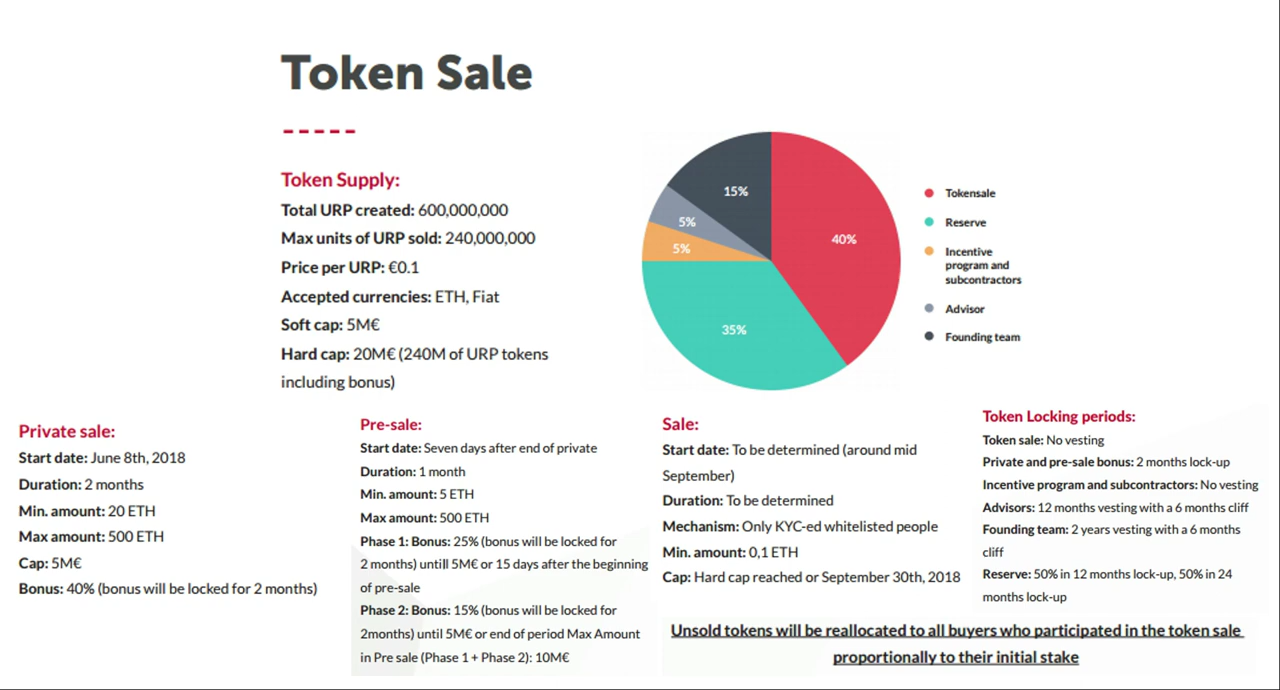 Token Sale
Token Supply:
Total URP created: 600,000,000
Max units of URP sold: 240,000,000
Price per URP: €0.1
Accepted currencies: ETH, Fiat
Soft cap: 5M€
Hard cap: 20M€ (240M of URP tokens
including bonus)
15%
5%
5%
40%
35%
Tokensale
Reserve
Incentive
program and
subcontractors
Advisor
Founding team
Private sale:
Start date: June 8th, 2018
Duration: 2 months
Min. amount: 20 ETH
Max amount: 500 ETH
Cap: 5M€
Bonus: 40% (bonus will be locked for 2 months)
Pre-sale:
Start date: Seven days after end of private
Duration: 1 month
Min. amount: 5 ETH
Max amount: 500 ETH
Phase 1: Bonus: 25% (bonus will be locked for
2 months) until 5M€ or 15 days after the beginning
of pre-sale
Phase 2: Bonus: 15% (bonus will be locked for
2months) until 5M€ or end of period Max Amount
in Pre sale (Phase 1 + Phase 2): 10M€
Sale:
Start date: To be determined (around mid
September)
Duration: To be determined
Mechanism: Only KYC-ed whitelisted people
Min. amount: 0,1 ETH
Cap: Hard cap reached or September 30th, 2018
Token Locking periods:
Token sale: No vesting
Private and pre-sale bonus: 2 months lock-up
Incentive program and subcontractors: No vesting
Advisors: 12 months vesting with a 6 months cliff
Founding team: 2 years vesting with a 6 months
cliff
Reserve: 50% in 12 months lock-up, 50% in 24
months lock-up
Unsold tokens will be reallocated to all buyers who participated in the token sale
proportionally to their initial stake